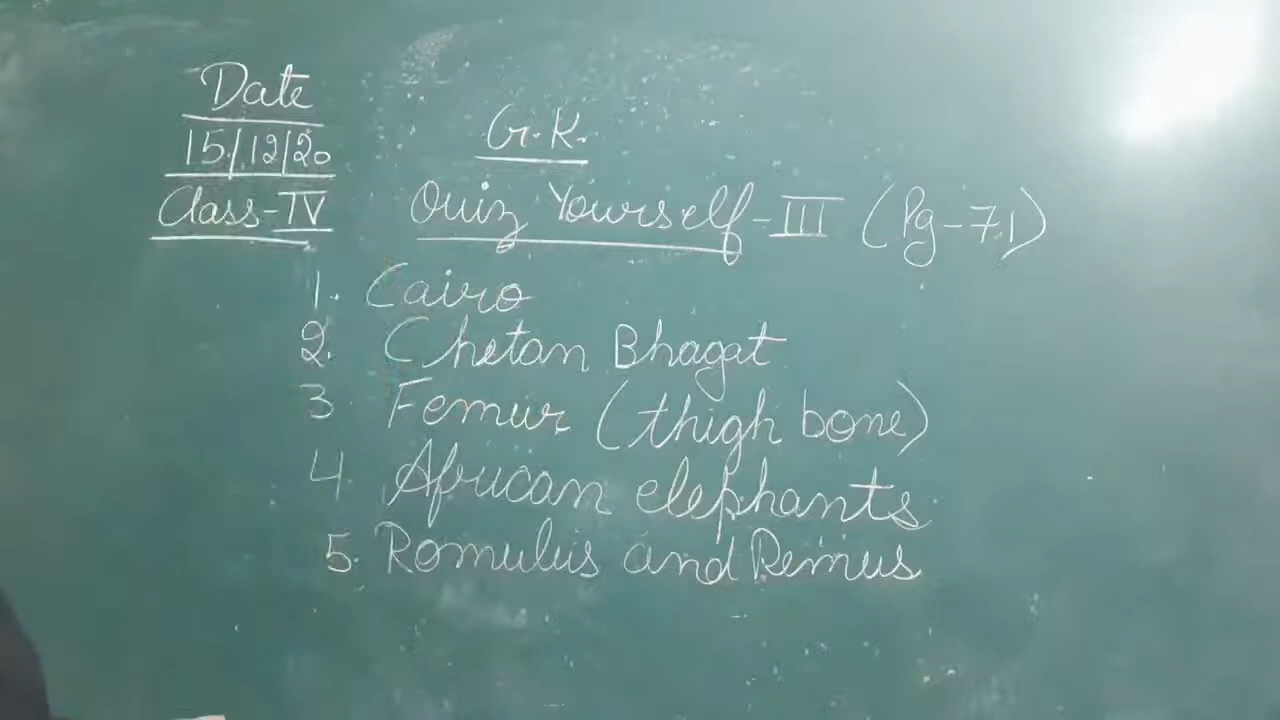 Date
15/12/20
Class-IV
G.K.
Quiz Yourself-III (Pg-71)
1. Cairo
2. Chetan Bhagat
3. Femur (thigh bone)
4. African elephants
5. Romulus and Remus